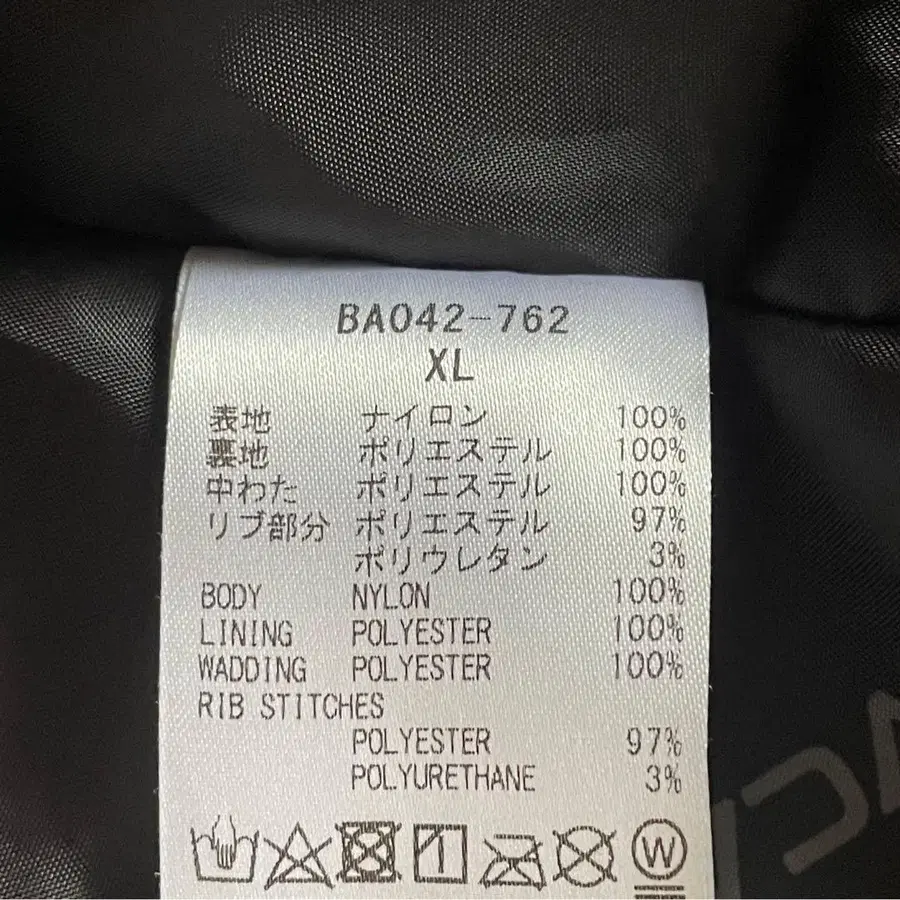 BA042-762
XL
表地 ナイロン 100%
裏地 ポリエステル 100%
中わた ポリエステル 100%
リブ部分 ポリエステル 97%
ポリウレタン 3%
BODY NYLON 100%
LINING POLYESTER 100%
WADDING POLYESTER 100%
RIB STITCHES
POLYESTER 97%
POLYURETHANE 3%
W